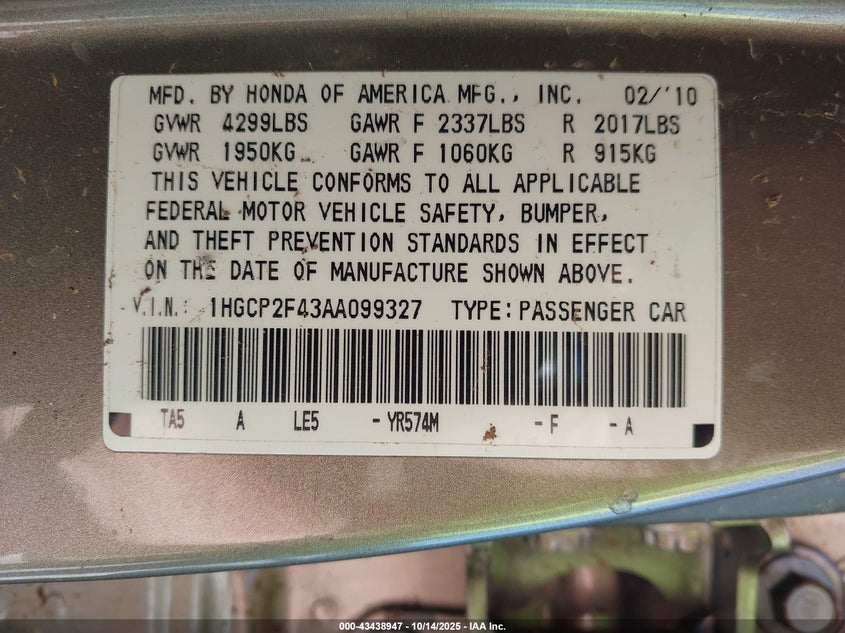 MFD. BY HONDA OF AMERICA MFG., INC. 02/'10
GVWR 4299LBS GAWR F 2337LBS R 2017LBS
GVWR 1950KG GAWR F 1060KG R 915KG
THIS VEHICLE CONFORMS TO ALL APPLICABLE
FEDERAL MOTOR VEHICLE SAFETY, BUMPER,
AND THEFT PREVENTION STANDARDS IN EFFECT
ON THE DATE OF MANUFACTURE SHOWN ABOVE.
V.I.N.: 1HGCP2F43AA099327 TYPE: PASSENGER CAR
TA5 A LE5 - YR574M - F - A
000-43438947 - 10/14/2025 - IAA Inc.